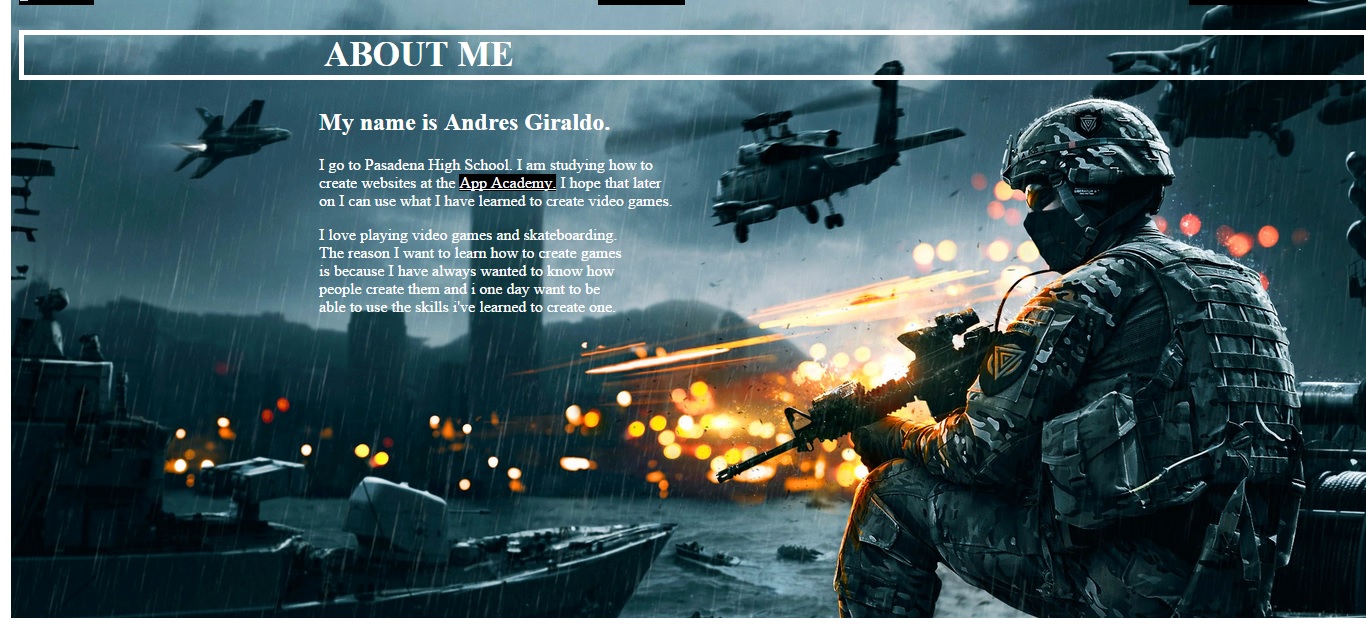 ABOUT ME
My name is Andres Giraldo.
I go to Pasadena High School. I am studying how to
create websites at the App Academy. I hope that later
on I can use what I have learned to create video games.
I love playing video games and skateboarding.
The reason I want to learn how to create games
is because I have always wanted to know how
people create them and i one day want to be
able to use the skills i've learned to create one.